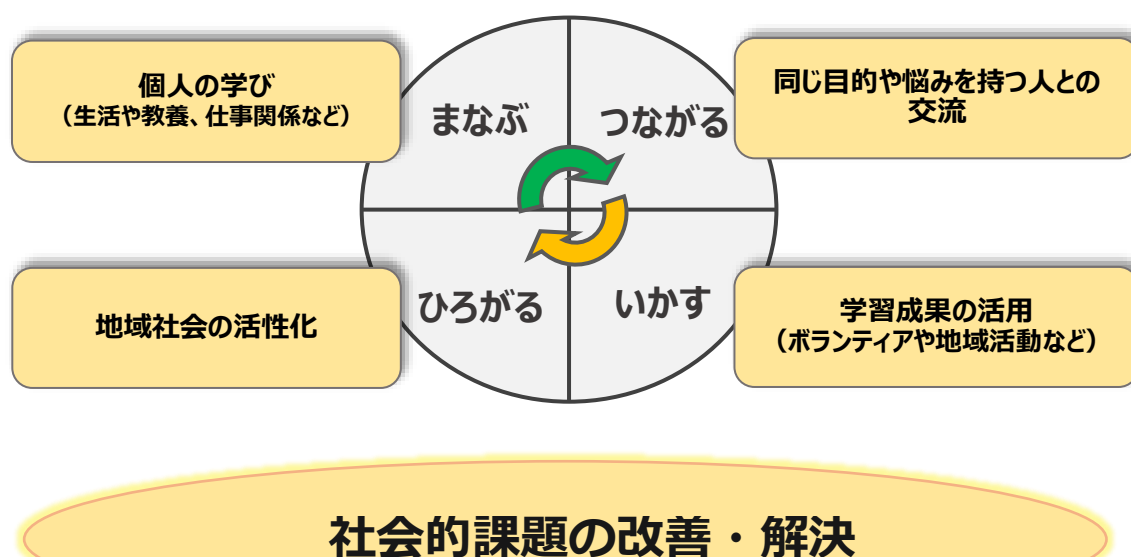 個人の学び
（生活や教養、仕事関係など）
まなぶ
つながる
同じ目的や悩みを持つ人との
交流
地域社会の活性化
ひろがる
いかす
学習成果の活用
（ボランティアや地域活動など）
社会的課題の改善・解決